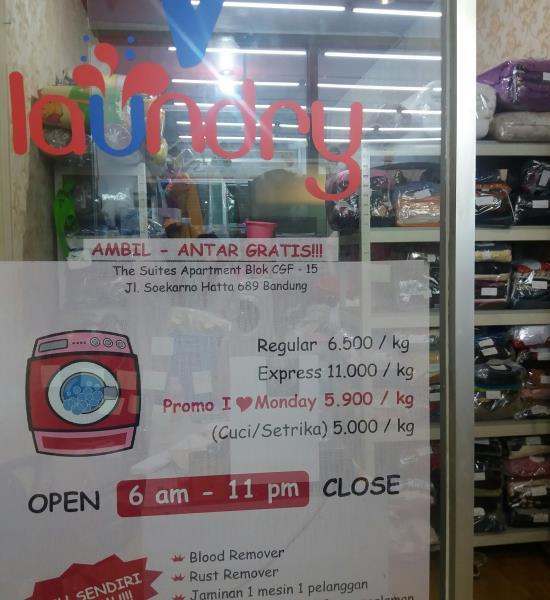 laundry
AMBIL - ANTAR GRATIS!!!
The Suites Apartment Blok CGF - 15
Jl. Soekarno Hatta 689 Bandung
Regular 6.500 / kg
Express 11.000 / kg
Promo I ♥ Monday 5.900 / kg
(Cuci/Setrika) 5.000 / kg
OPEN 6 am - 11 pm CLOSE
Blood Remover
Rust Remover
Jaminan 1 mesin 1 pelanggan
SENDIRI